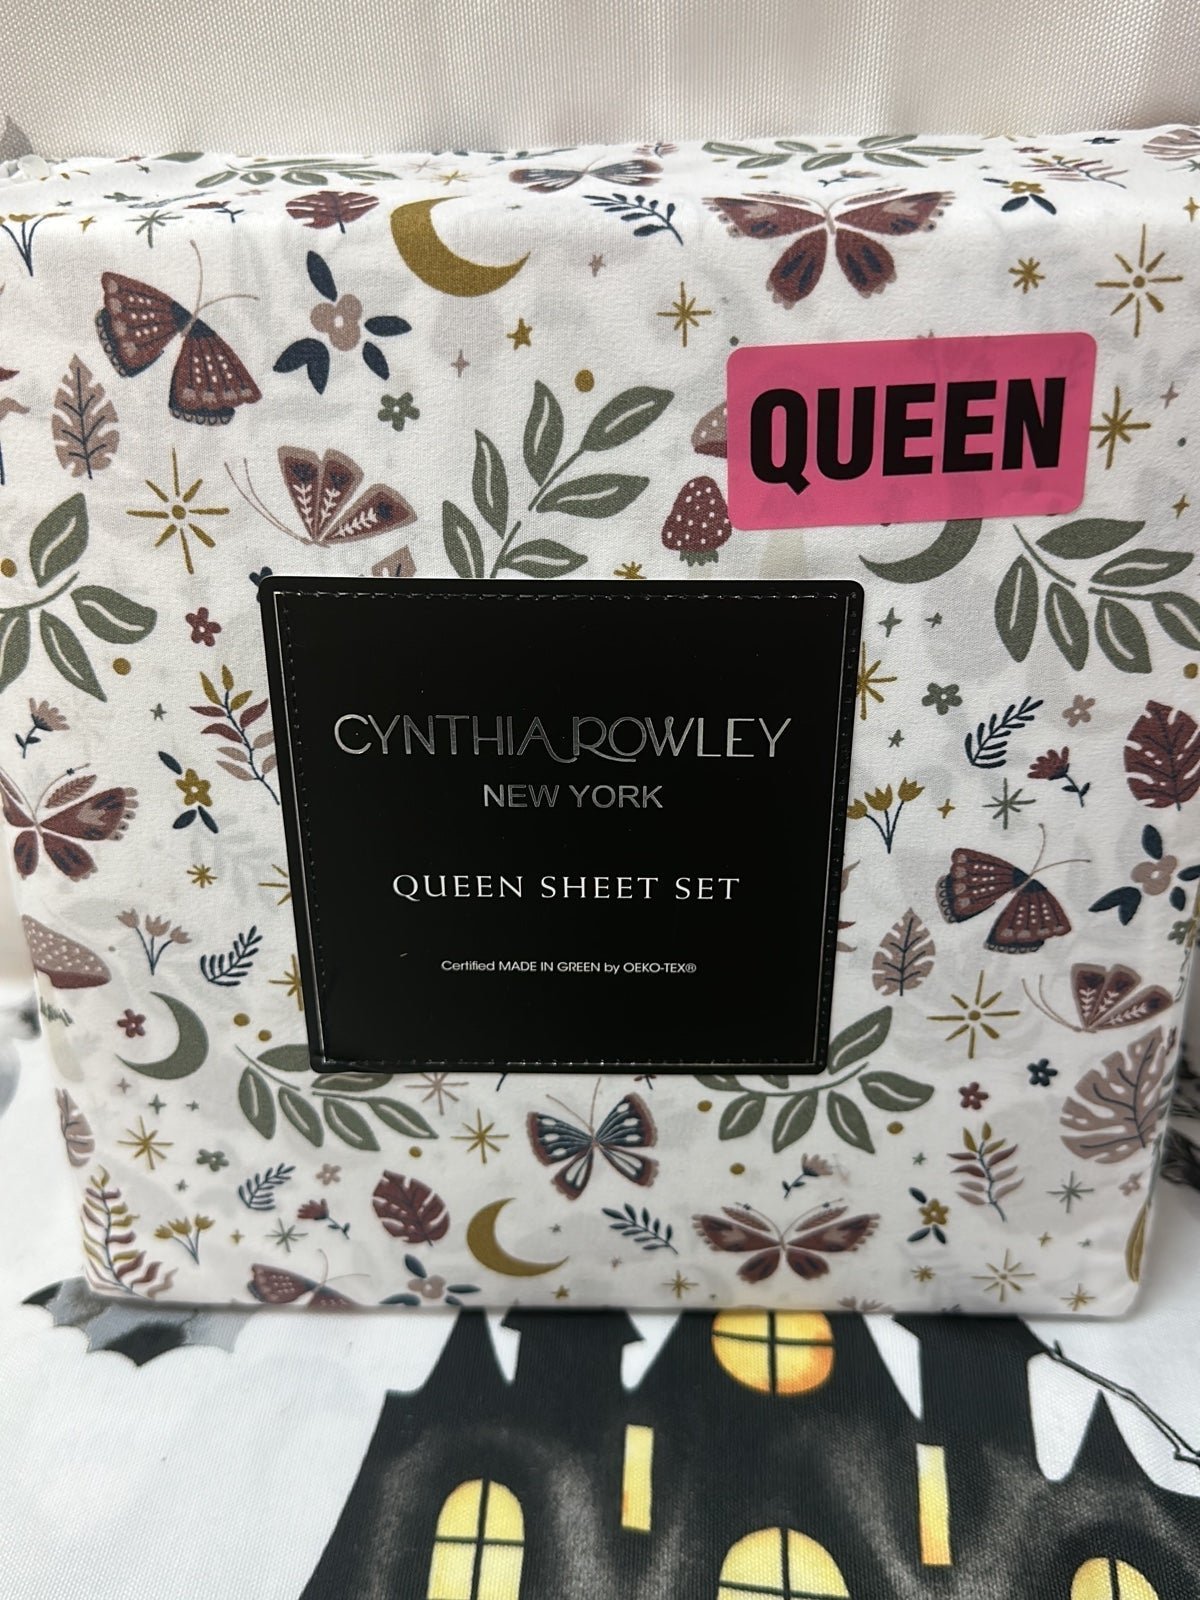 QUEEN
CYNTHIA ROWLEY
NEW YORK
QUEEN SHEET SET
Certified MADE IN GREEN by OEKO-TEX®